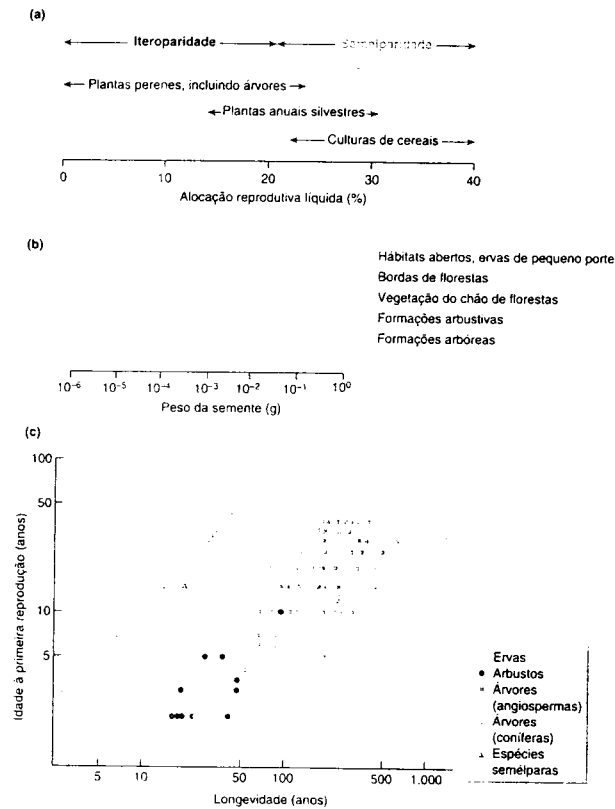 (a)
Iteroparidade Semelparidade
Plantas perenes, incluindo árvores
Plantas anuais silvestres
Culturas de cereais
0 10 20 30 40
Alocação reprodutiva líquida (%)
(b)
Hábitats abertos, ervas de pequeno porte
Bordas de florestas
Vegetação do chão de florestas
Formações arbustivas
Formações arbóreas
10⁻⁶ 10⁻⁵ 10⁻⁴ 10⁻³ 10⁻² 10⁻¹ 10⁰
Peso da semente (g)
(c)
Idade à primeira reprodução (anos)
100
50
10
5
5 10 50 100 500 1.000
Longevidade (anos)
Ervas
Arbustos
Árvores
(angiospermas)
Árvores
(coníferas)
Espécies
semélparas